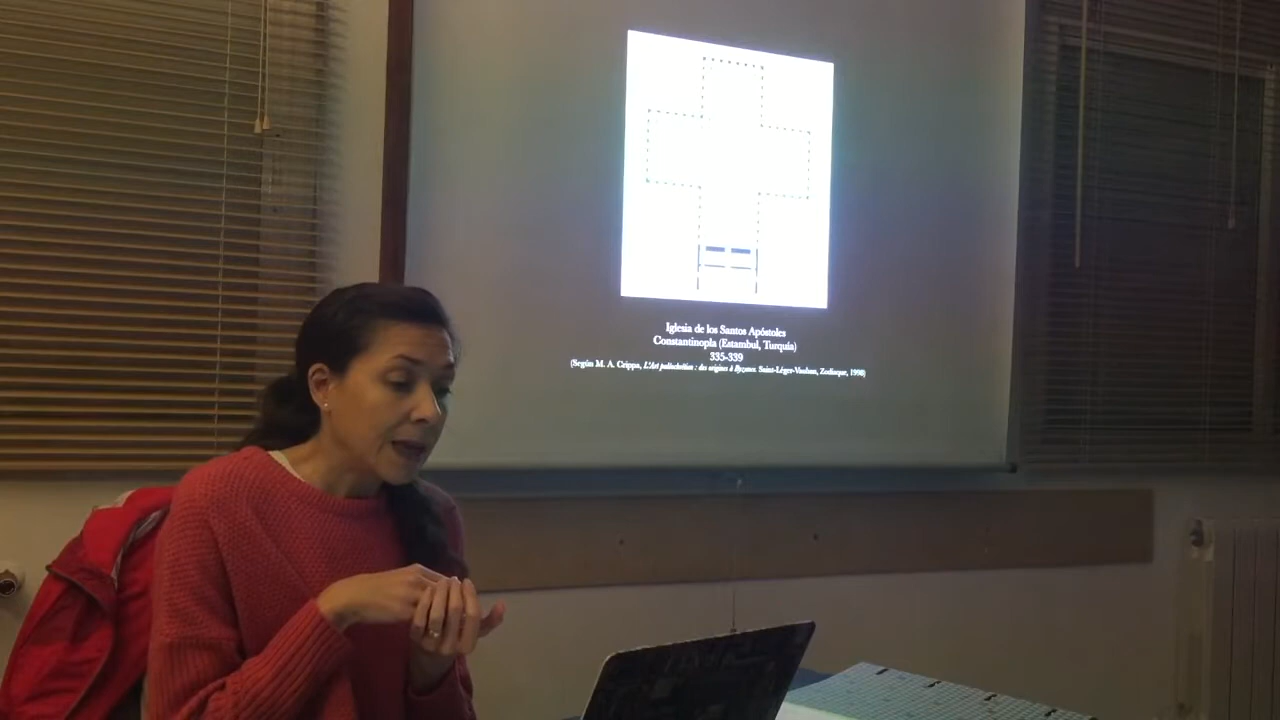 Iglesia de los Santos Apóstoles
Constantinopla (Estambul, Turquía)
335-339
(Según M. A. Crippa, L'Art paléochrétien : des origines à Byzance. Saint-Léger-Vauban, Zodiaque, 1998)